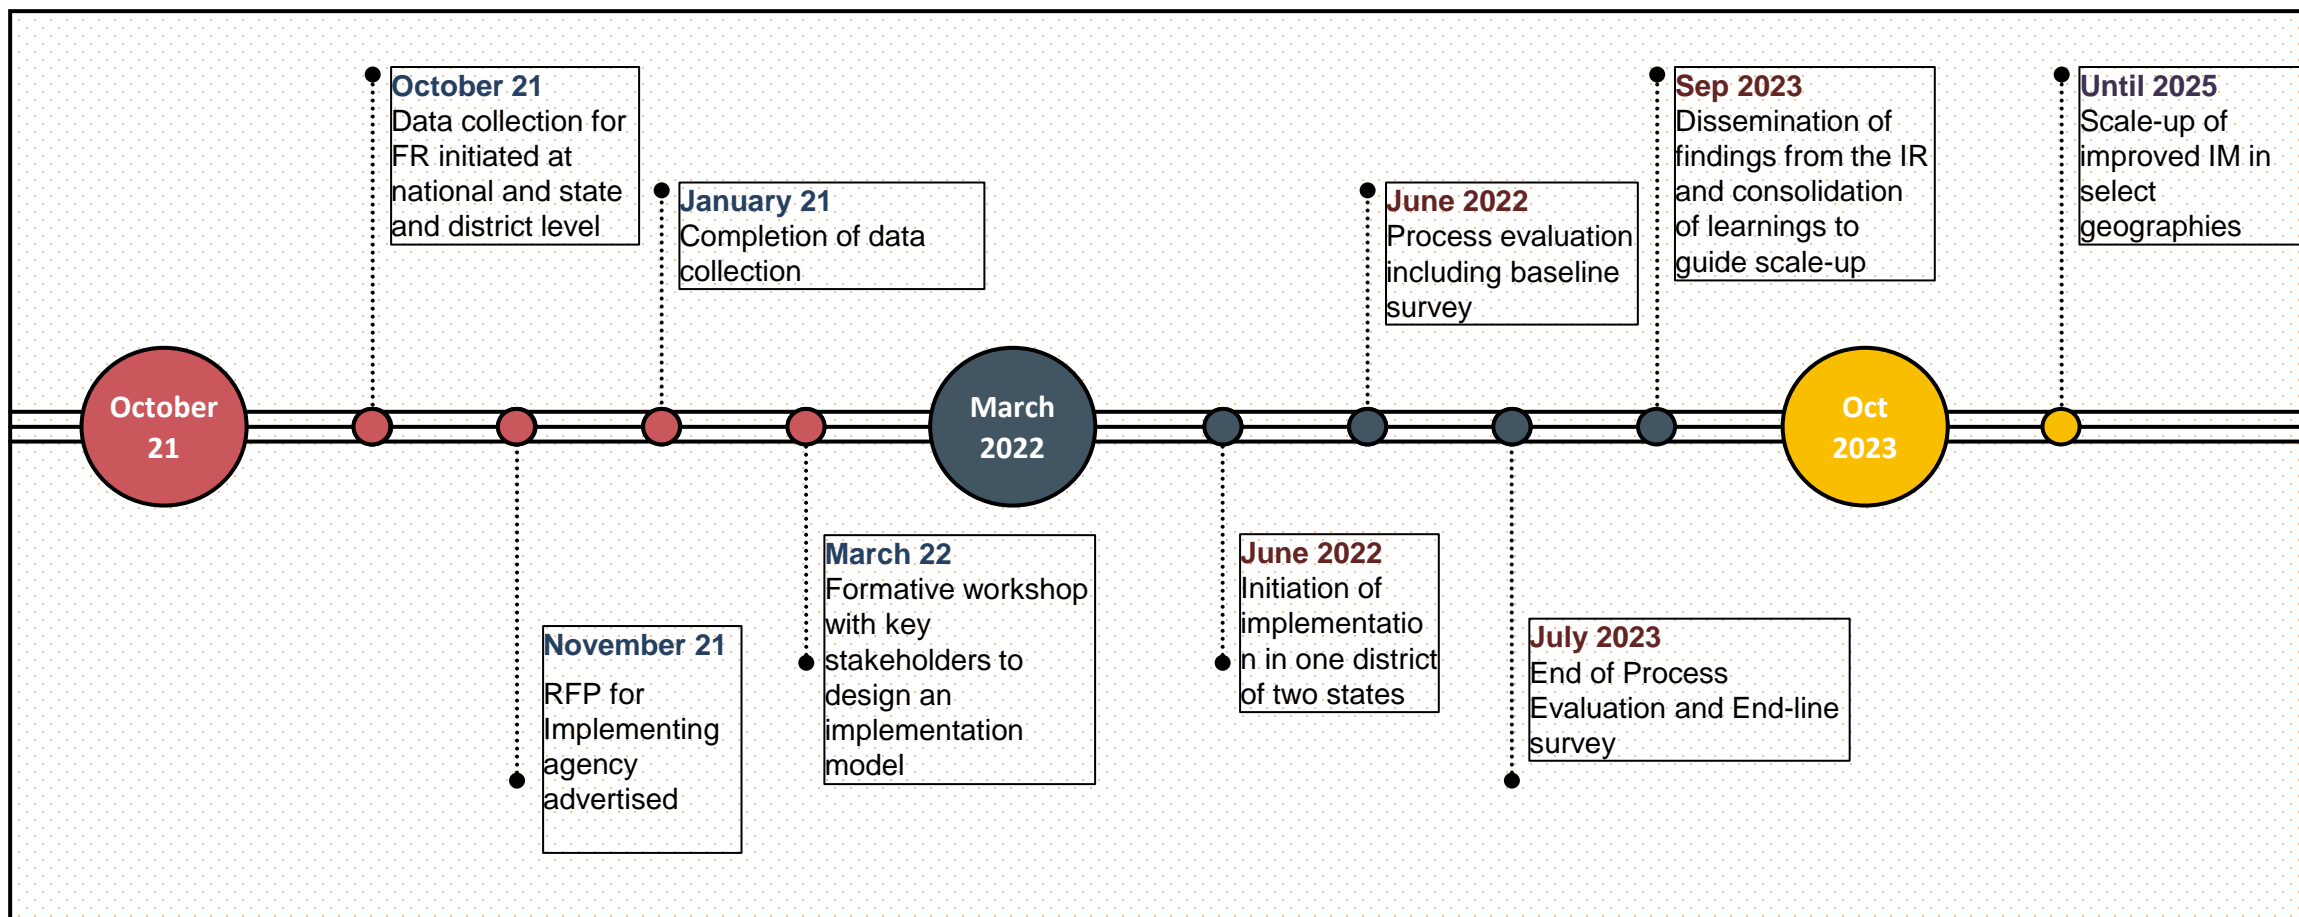 October 21
Data collection for
FR initiated at
national and state
and district level
January 21
Completion of data
collection
June 2022
Process evaluation
including baseline
survey
Sep 2023
Dissemination of
findings from the IR
and consolidation
of learnings to
guide scale-up
Until 2025
Scale-up of
improved IM in
select
geographies
October
21
March
2022
Oct
2023
November 21
RFP for
Implementing
agency
advertised
March 22
Formative workshop
with key
stakeholders to
design an
implementation
model
June 2022
Initiation of
implementatio
n in one district
of two states
July 2023
End of Process
Evaluation and End-line
survey